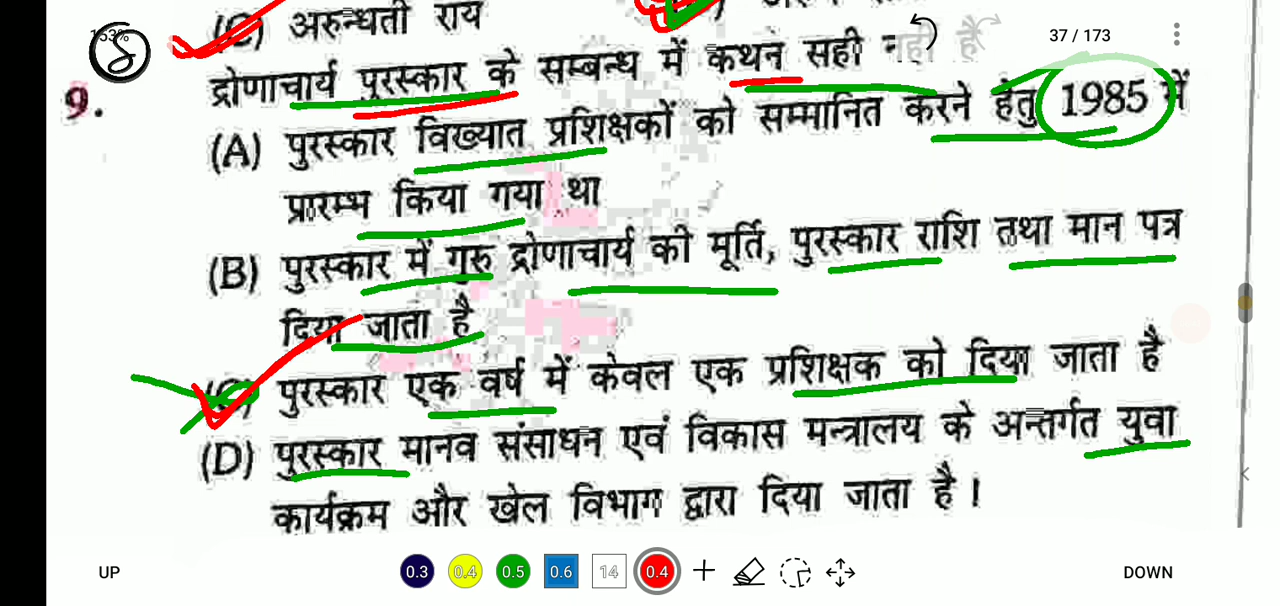 (C) अरुन्धती राय
153%
8
37 / 173
द्रोणाचार्य पुरस्कार के सम्बन्ध में कथन सही नहीं है
9.
(A) पुरस्कार विख्यात प्रशिक्षकों को सम्मानित करने हेतु 1985 में
प्रारम्भ किया गया था
(B) पुरस्कार में गुरु द्रोणाचार्य की मूर्ति, पुरस्कार राशि तथा मान पत्र
दिया जाता है
(C) पुरस्कार एक वर्ष में केवल एक प्रशिक्षक को दिया जाता है
(D) पुरस्कार मानव संसाधन एवं विकास मन्त्रालय के अन्तर्गत युवा
कार्यक्रम और खेल विभाग द्वारा दिया जाता है।
UP 0.3 0.4 0.5 0.6 14 0.4 DOWN